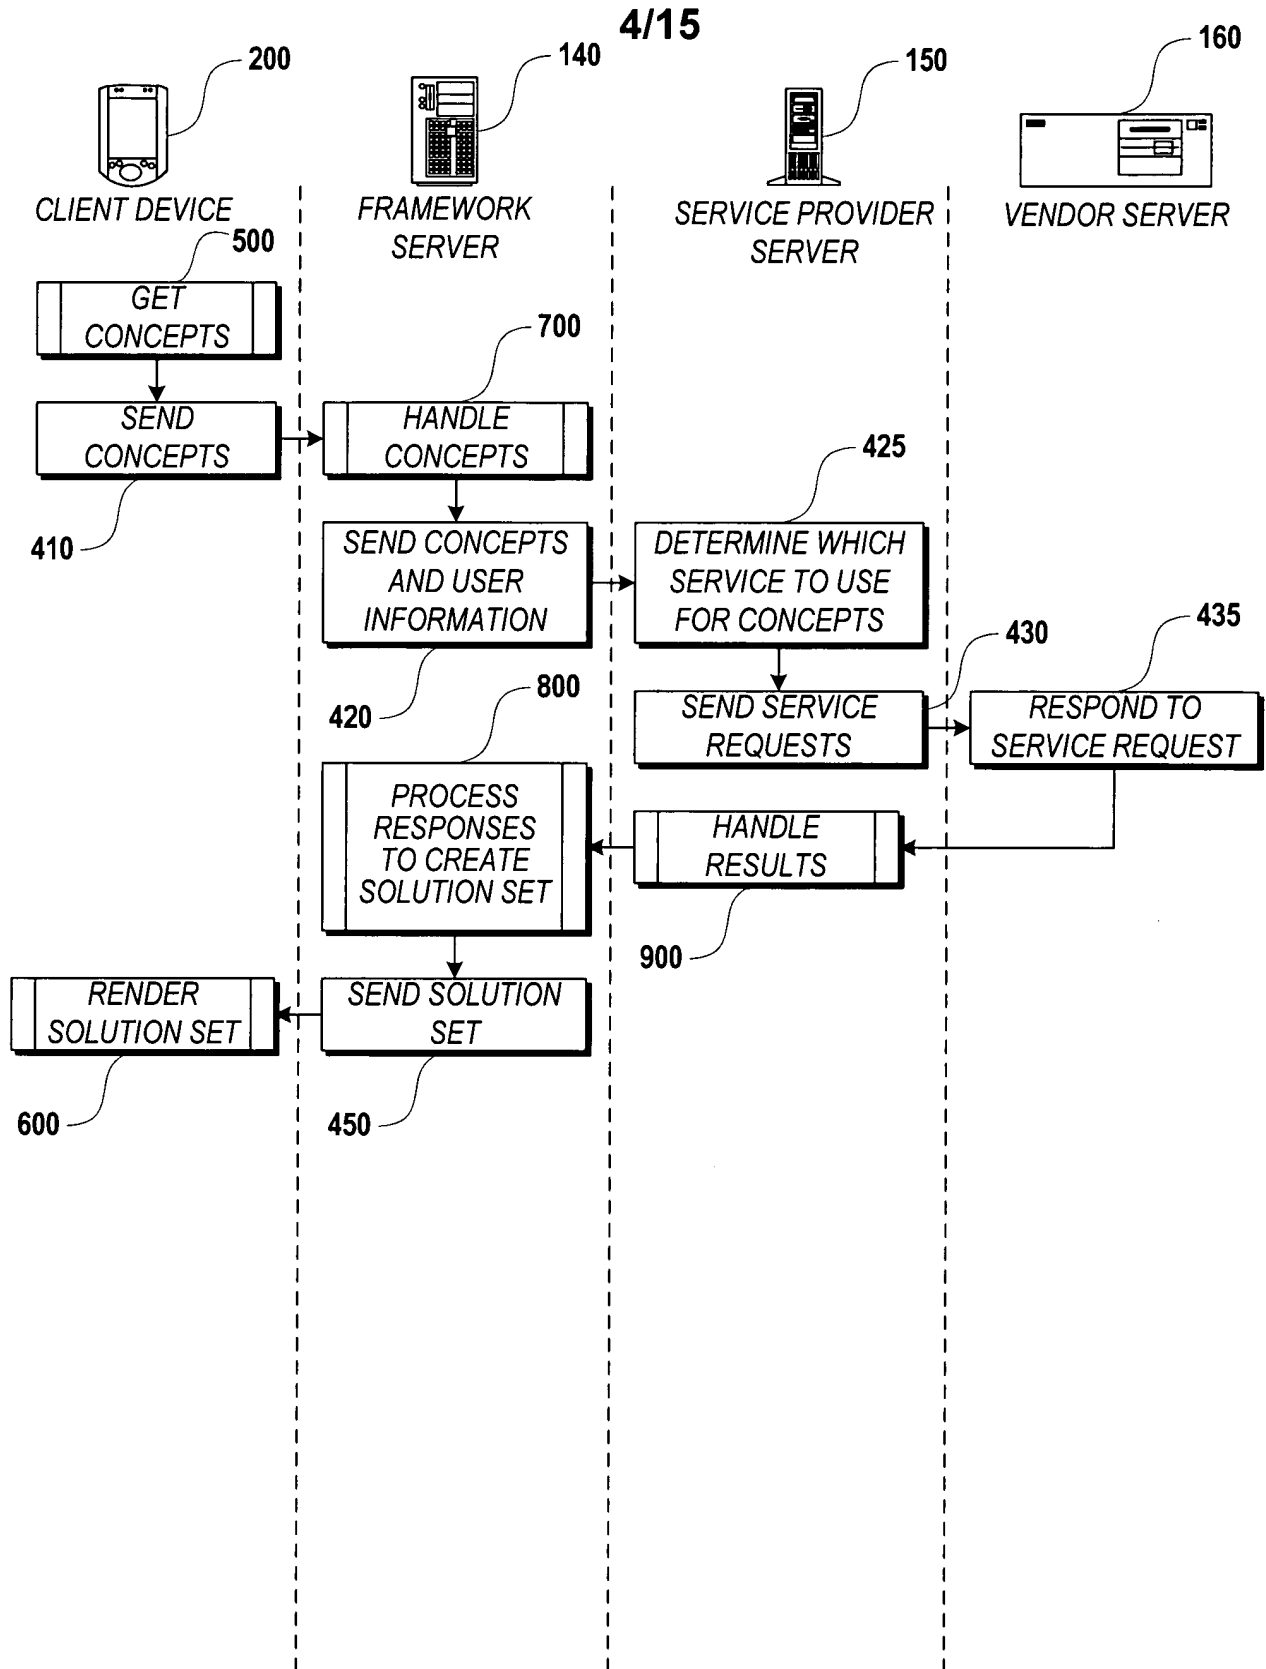 4/15
200
140
150
160
CLIENT DEVICE
FRAMEWORK
SERVER
SERVICE PROVIDER
SERVER
VENDOR SERVER
500
GET
CONCEPTS
700
SEND
CONCEPTS
HANDLE
CONCEPTS
410
425
SEND CONCEPTS
AND USER
INFORMATION
DETERMINE WHICH
SERVICE TO USE
FOR CONCEPTS
420
430
435
800
SEND SERVICE
REQUESTS
RESPOND TO
SERVICE REQUEST
PROCESS
RESPONSES
TO CREATE
SOLUTION SET
HANDLE
RESULTS
900
RENDER
SOLUTION SET
SEND SOLUTION
SET
600
450